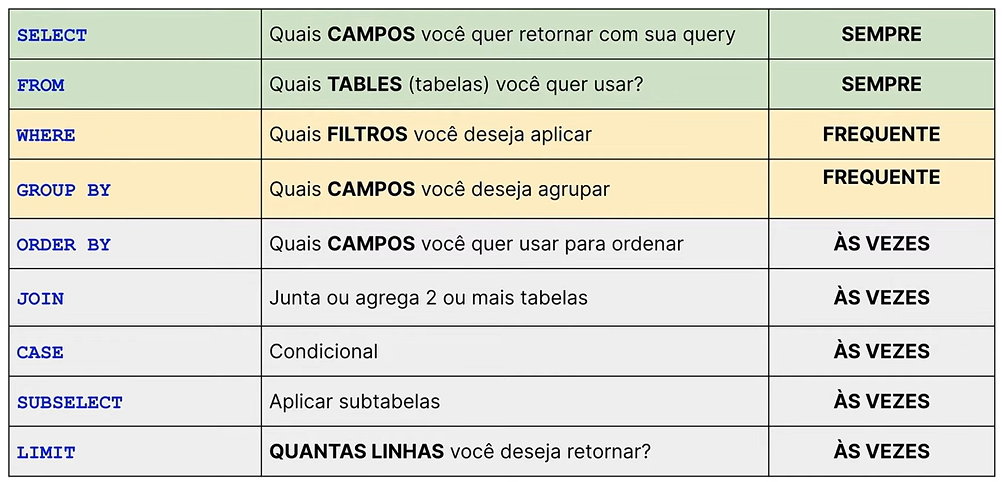 SELECT Quais CAMPOS você quer retornar com sua query SEMPRE
FROM Quais TABLES (tabelas) você quer usar? SEMPRE
WHERE Quais FILTROS você deseja aplicar FREQUENTE
GROUP BY Quais CAMPOS você deseja agrupar FREQUENTE
ORDER BY Quais CAMPOS você quer usar para ordenar ÀS VEZES
JOIN Junta ou agrega 2 ou mais tabelas ÀS VEZES
CASE Condicional ÀS VEZES
SUBSELECT Aplicar subtabelas ÀS VEZES
LIMIT QUANTAS LINHAS você deseja retornar? ÀS VEZES